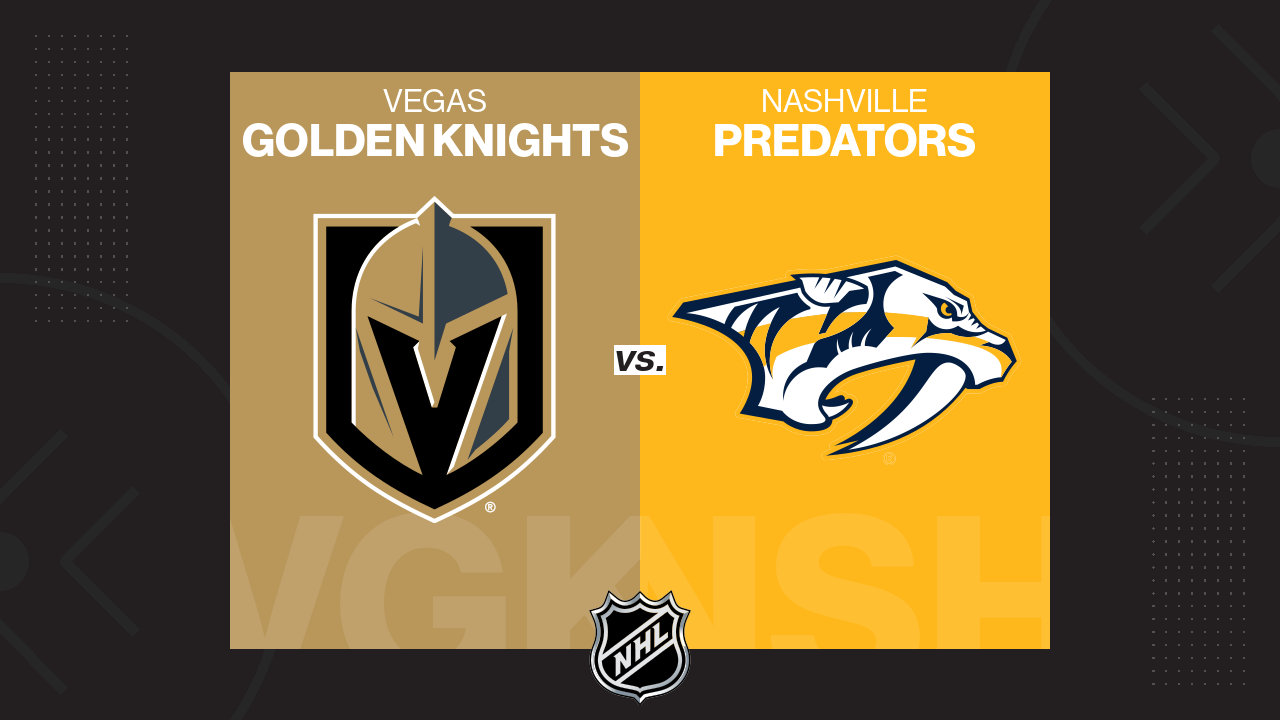 VEGAS
GOLDEN KNIGHTS
NASHVILLE
PREDATORS
vs.
®
®
VGK
NSH
NHL